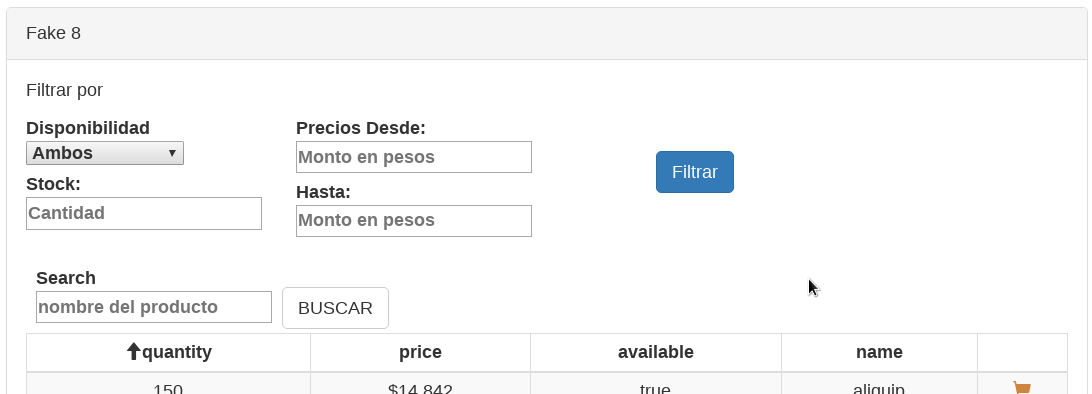 Fake 8
Filtrar por
Disponibilidad
Ambos
Stock:
Cantidad
Precios Desde:
Monto en pesos
Hasta:
Monto en pesos
Filtrar
Search
nombre del producto
BUSCAR
quantity price available name
150 $14.842 true aliquip